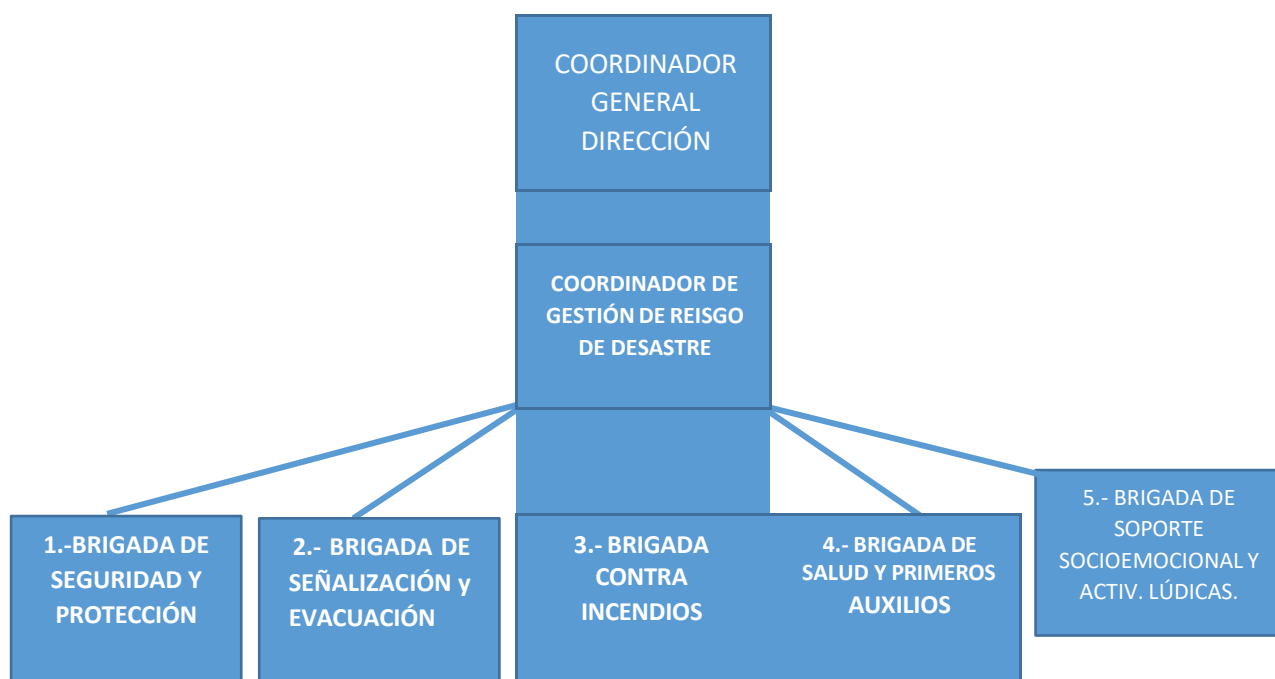 COORDINADOR
GENERAL
DIRECCIÓN
COORDINADOR DE
GESTIÓN DE REISGO
DE DESASTRE
1.-BRIGADA DE
SEGURIDAD Y
PROTECCIÓN
2.- BRIGADA DE
SEÑALIZACIÓN y
EVACUACIÓN
3.- BRIGADA
CONTRA
INCENDIOS
4.- BRIGADA DE
SALUD Y PRIMEROS
AUXILIOS
5.- BRIGADA DE
SOPORTE
SOCIOEMOCIONAL Y
ACTIV. LÚDICAS.